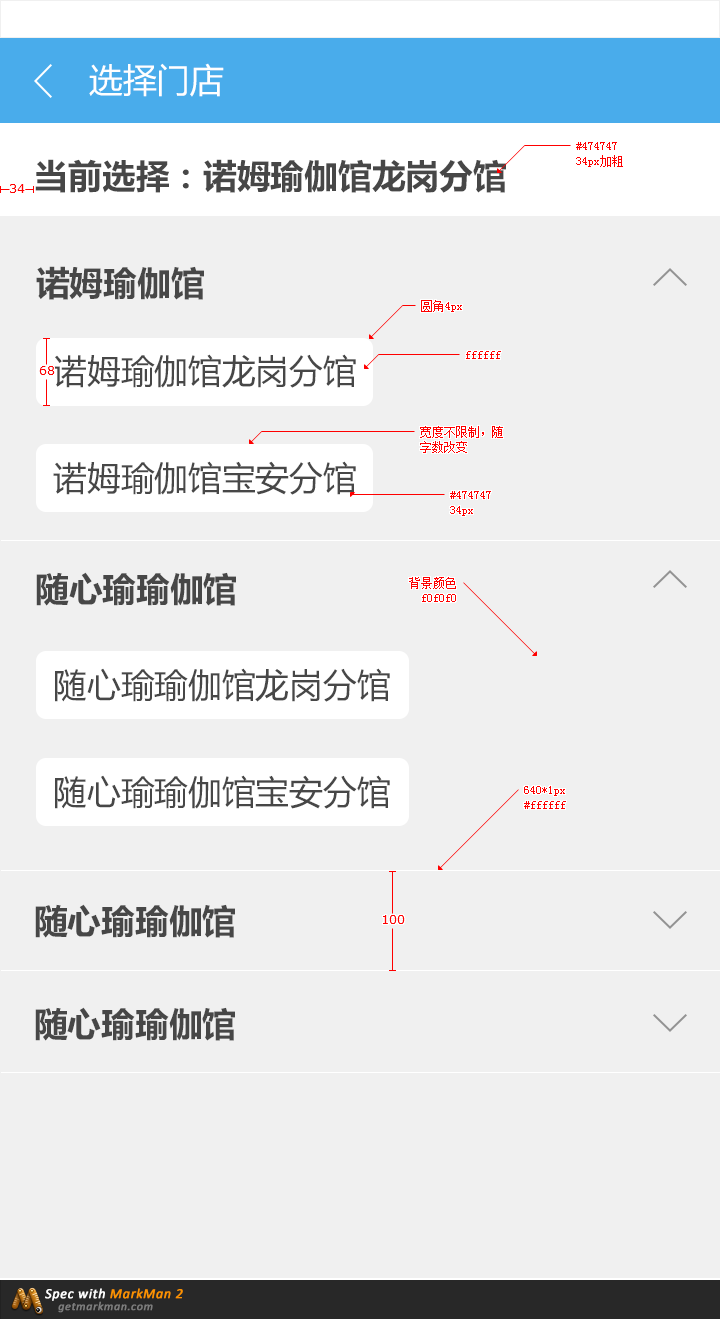 选择门店
当前选择：诺姆瑜伽馆龙岗分馆
#474747
34px加粗
34
诺姆瑜伽馆
圆角4px
诺姆瑜伽馆龙岗分馆
68
ffffff
宽度不限制，随
字数改变
诺姆瑜伽馆宝安分馆
#474747
34px
随心瑜瑜伽馆
背景颜色
f0f0f0
随心瑜瑜伽馆龙岗分馆
随心瑜瑜伽馆宝安分馆
640*1px
#ffffff
随心瑜瑜伽馆
100
随心瑜瑜伽馆
Spec with MarkMan 2
getmarkman.com